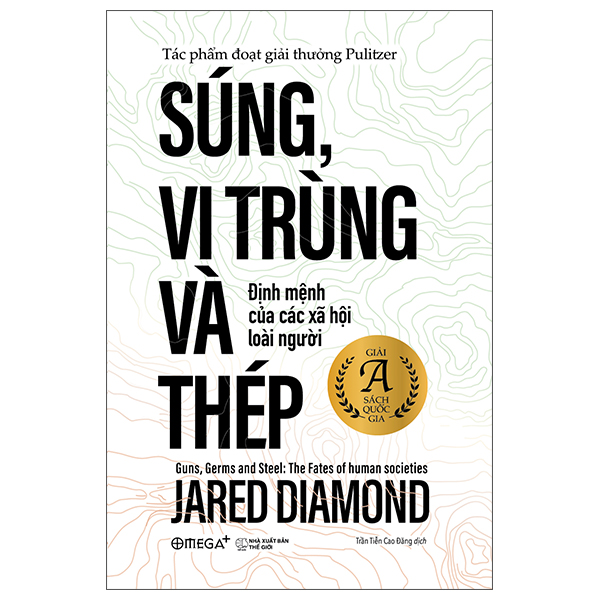 Tác phẩm đoạt giải thưởng Pulitzer
SÚNG,
VI TRÙNG
VÀ
Định mệnh
của các xã hội
loài người
THÉP
GIẢI
A
SÁCH QUỐC
GIA
Guns, Germs and Steel: The Fates of human societies
JARED DIAMOND
OMEGA+
NHÀ XUẤT BẢN
THẾ GIỚI
Trần Tiễn Cao Đăng dịch